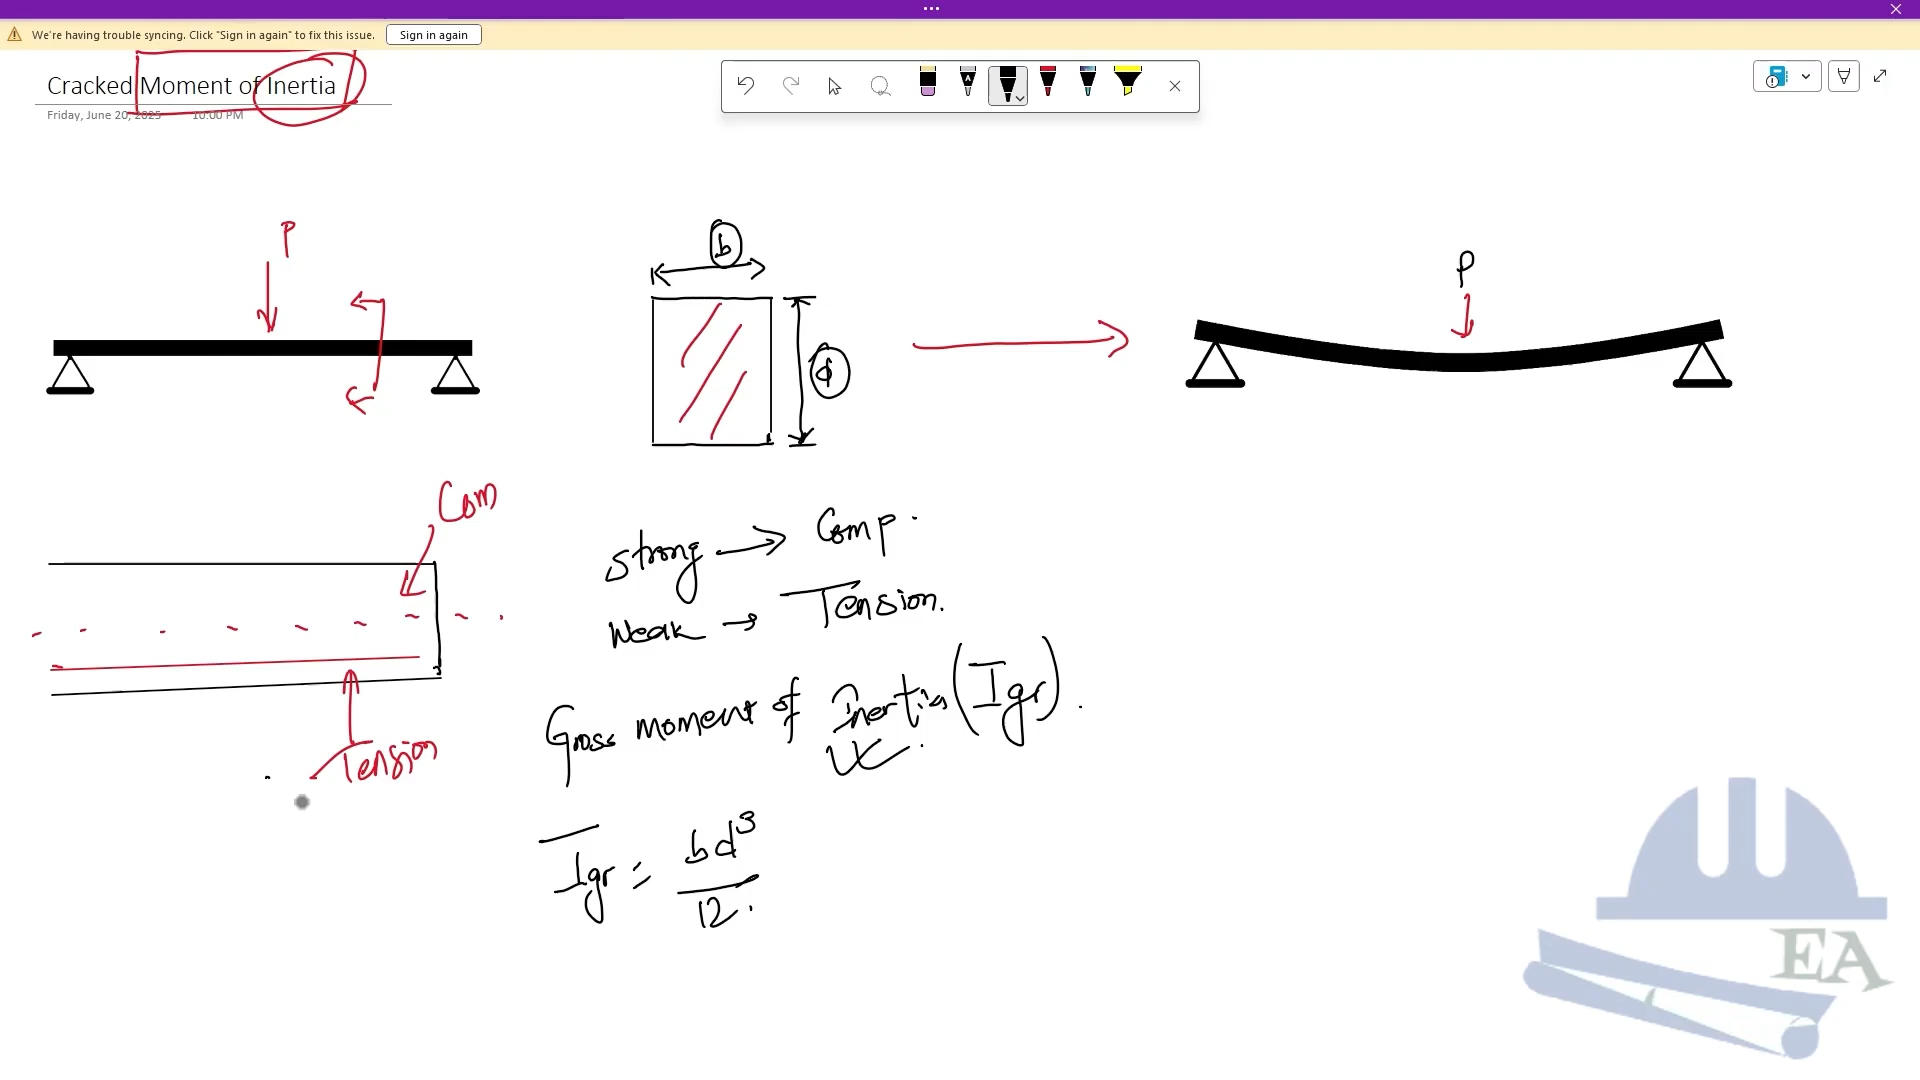 We're having trouble syncing. Click "Sign in again" to fix this issue.
Sign in again
Cracked Moment of Inertia
Friday, June 20, 2025 10:00 PM
P
b
d
P
Com
Tension
Strong → Comp.
Weak → Tension.
Gross moment of Inertia (Igr).
Igr = bd³
12.
EA